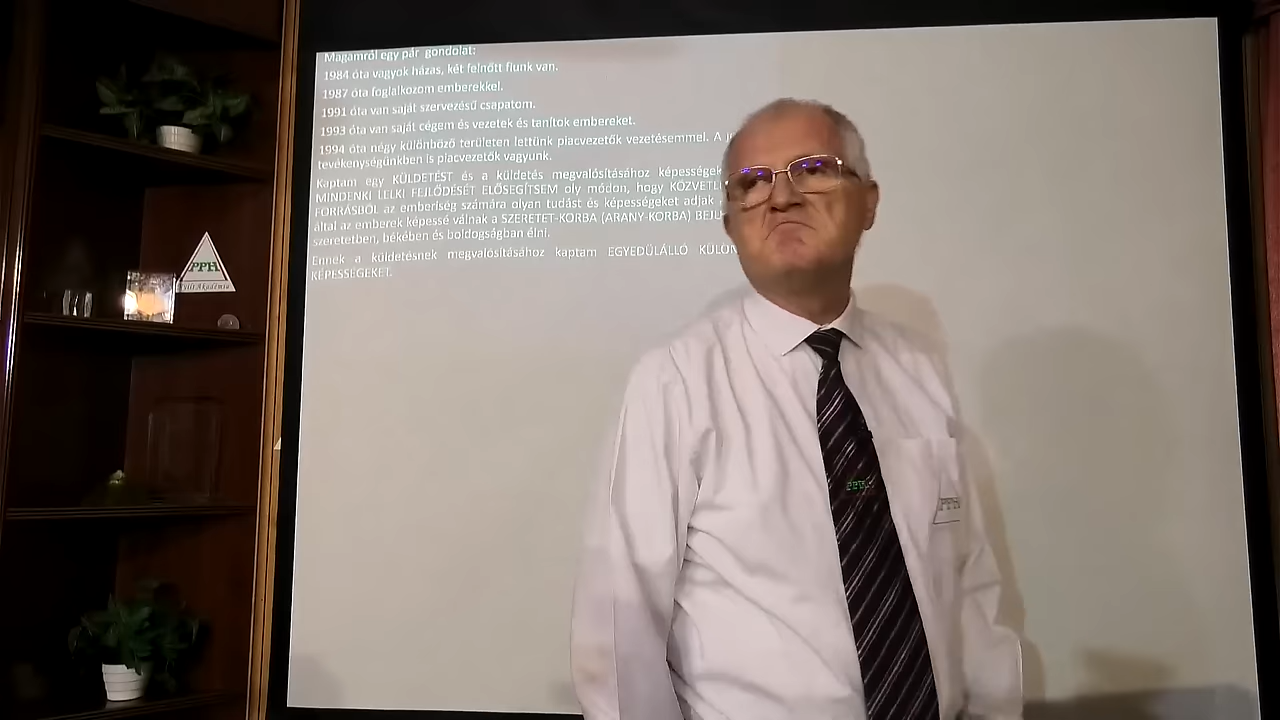 Magamról egy pár gondolat:
1984 óta vagyok házas, két felnőtt fiunk van.
1987 óta foglalkozom emberekkel.
1991 óta van saját szervezésű csapatom.
1993 óta van saját cégem és vezetek és tanítok embereket.
1994 óta négy különböző területen lettünk piacvezetők vezetésemmel. A
tevékenységünkben is piacvezetők vagyunk.
Kaptam egy KÜLDETÉST és a küldetés megvalósításához képességek
MINDENKI LELKI FEJLŐDÉSÉT ELŐSEGÍTSEM oly módon, hogy
FORRÁSBÓL az emberiség számára olyan tudást és képességeket adjak
által az emberek képessé válnak a SZERETET-KORBA (ARANY-KORBA)
szeretetben, békében és boldogságban élni.
Ennek a küldetésnek megvalósításához kaptam EGYEDÜLÁLLÓ
KÉPESSÉGEKET.
PPH
PPH
PPH